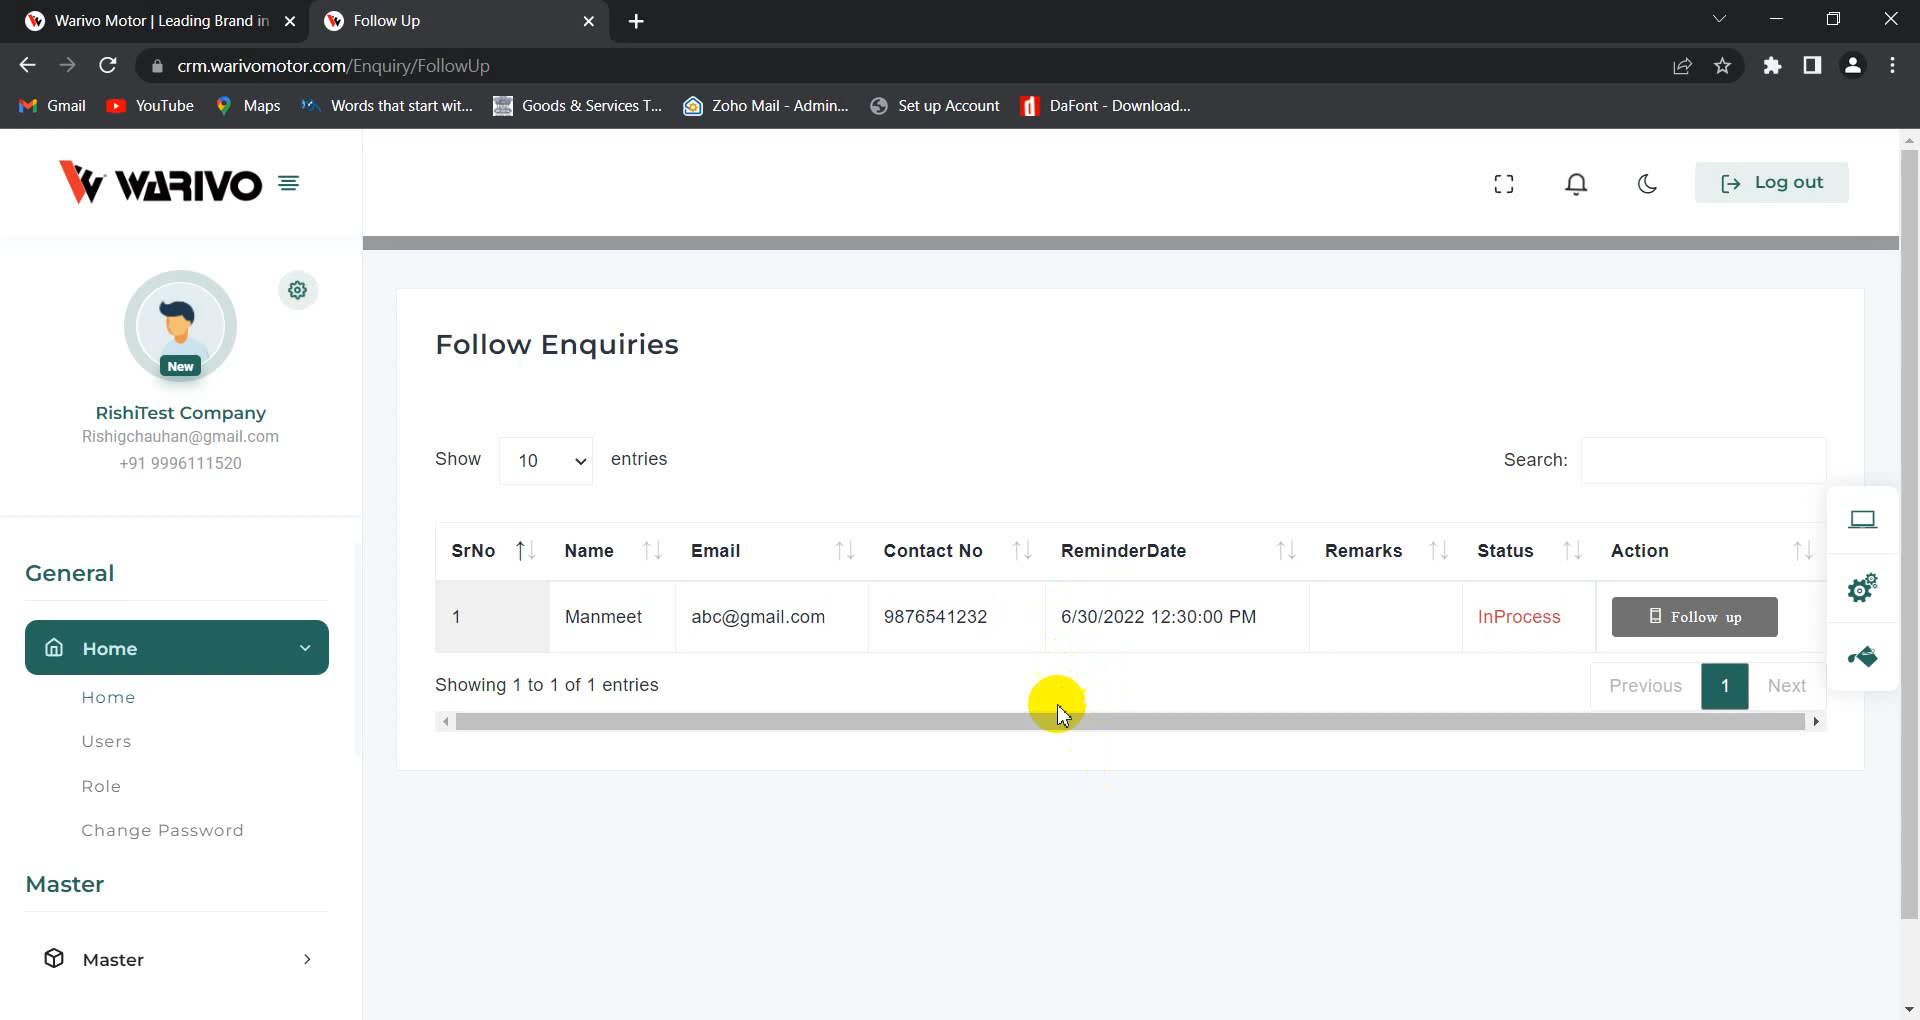 Warivo Motor | Leading Brand in
Follow Up
crm.warivomotor.com/Enquiry/FollowUp
Gmail YouTube Maps Words that start wit... Goods & Services T... Zoho Mail - Admin... Set up Account DaFont - Download...
WARIVO
Log out
New
RishiTest Company
Rishigchauhan@gmail.com
+91 9996111520
General
Home
Home
Users
Role
Change Password
Master
Master
Follow Enquiries
Show 10 entries
Search:
SrNo Name Email Contact No ReminderDate Remarks Status Action
1 Manmeet abc@gmail.com 9876541232 6/30/2022 12:30:00 PM InProcess Follow up
Showing 1 to 1 of 1 entries
Previous 1 Next